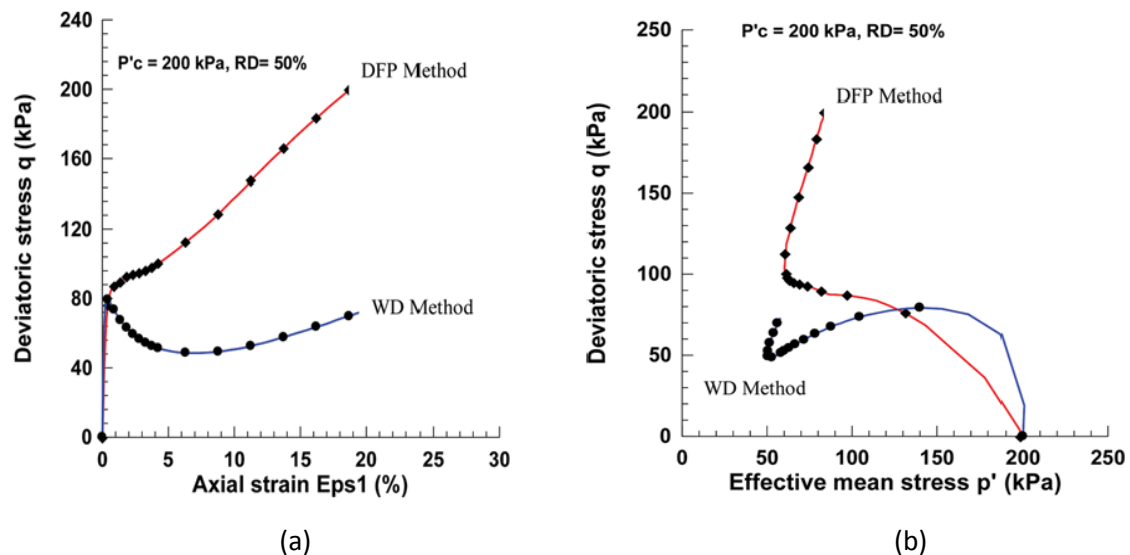 P'c = 200 kPa, RD= 50%
DFP Method
WD Method
Deviatoric stress q (kPa)
240
200
160
120
80
40
0
0
5
10
15
20
25
30
Axial strain Eps1 (%)
(a)
P'c = 200 kPa, RD= 50%
DFP Method
WD Method
Deviatoric stress q (kPa)
250
200
150
100
50
0
0
50
100
150
200
250
Effective mean stress p' (kPa)
(b)